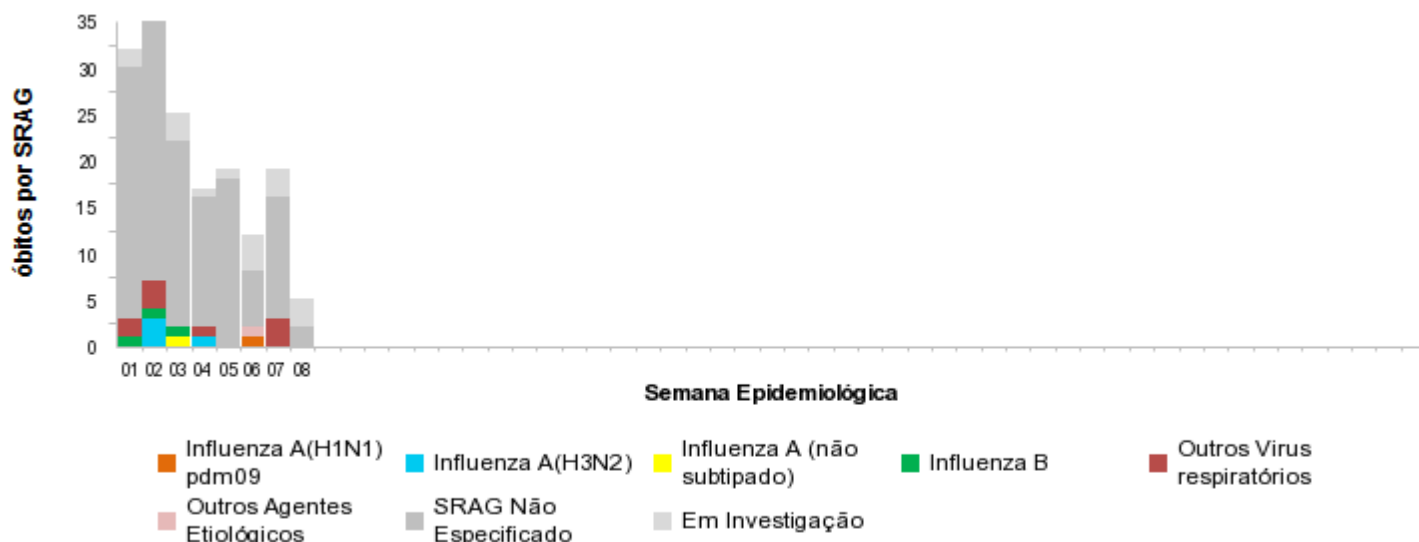 35
30
25
20
15
10
5
0
óbitos por SRAG
01 02 03 04 05 06 07 08
Semana Epidemiológica
Influenza A(H1N1)
pdm09
Influenza A(H3N2)
Influenza A (não
subtipado)
Influenza B
Outros Virus
respiratórios
Outros Agentes
Etiológicos
SRAG Não
Especificado
Em Investigação